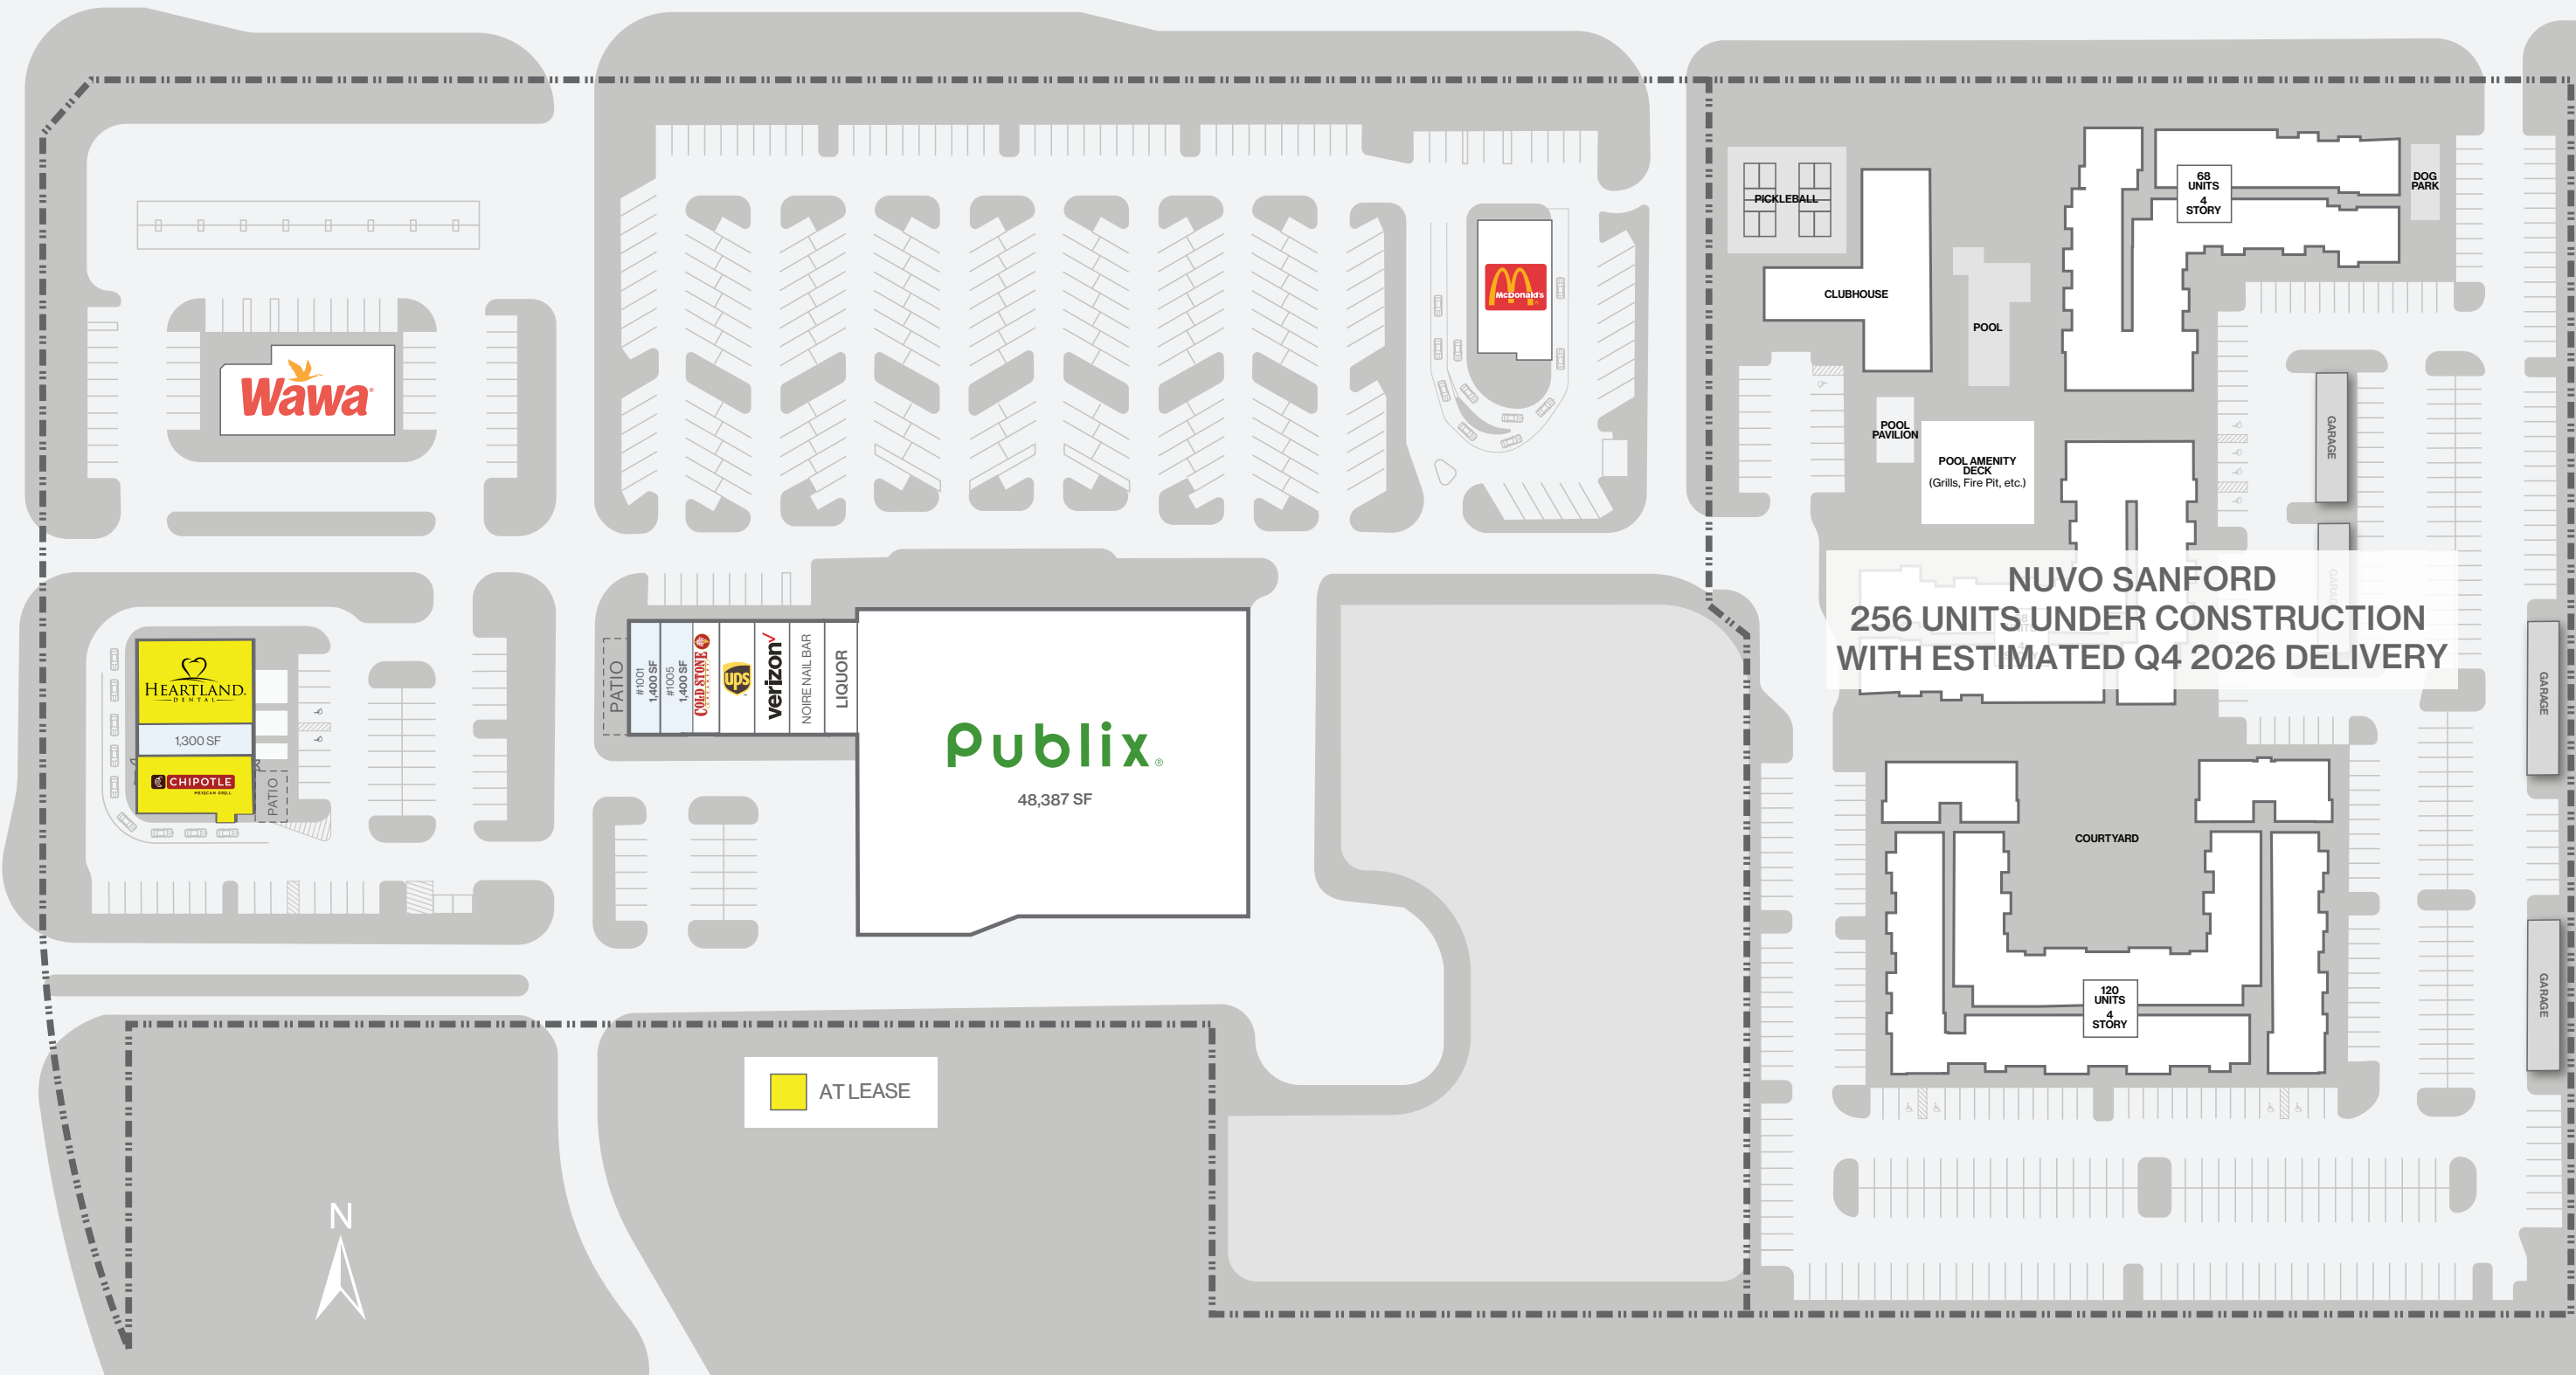 PICKLEBALL
CLUBHOUSE
POOL
POOL
PAVILION
POOL AMENITY
DECK
(Grills, Fire Pit, etc.)
68
UNITS
4
STORY
DOG
PARK
GARAGE
McDonald's
Wawa
NUVO SANFORD
256 UNITS UNDER CONSTRUCTION
WITH ESTIMATED Q4 2026 DELIVERY
HEARTLAND
DENTAL
1,300 SF
CHIPOTLE
MEXICAN GRILL
PATIO
PATIO
#1001
1,400 SF
#1005
1,400 SF
COLD STONE
CREAMERY
ups
verizon
NOIRE NAIL BAR
LIQUOR
Publix®
48,387 SF
GARAGE
COURTYARD
120
UNITS
4
STORY
GARAGE
AT LEASE
N